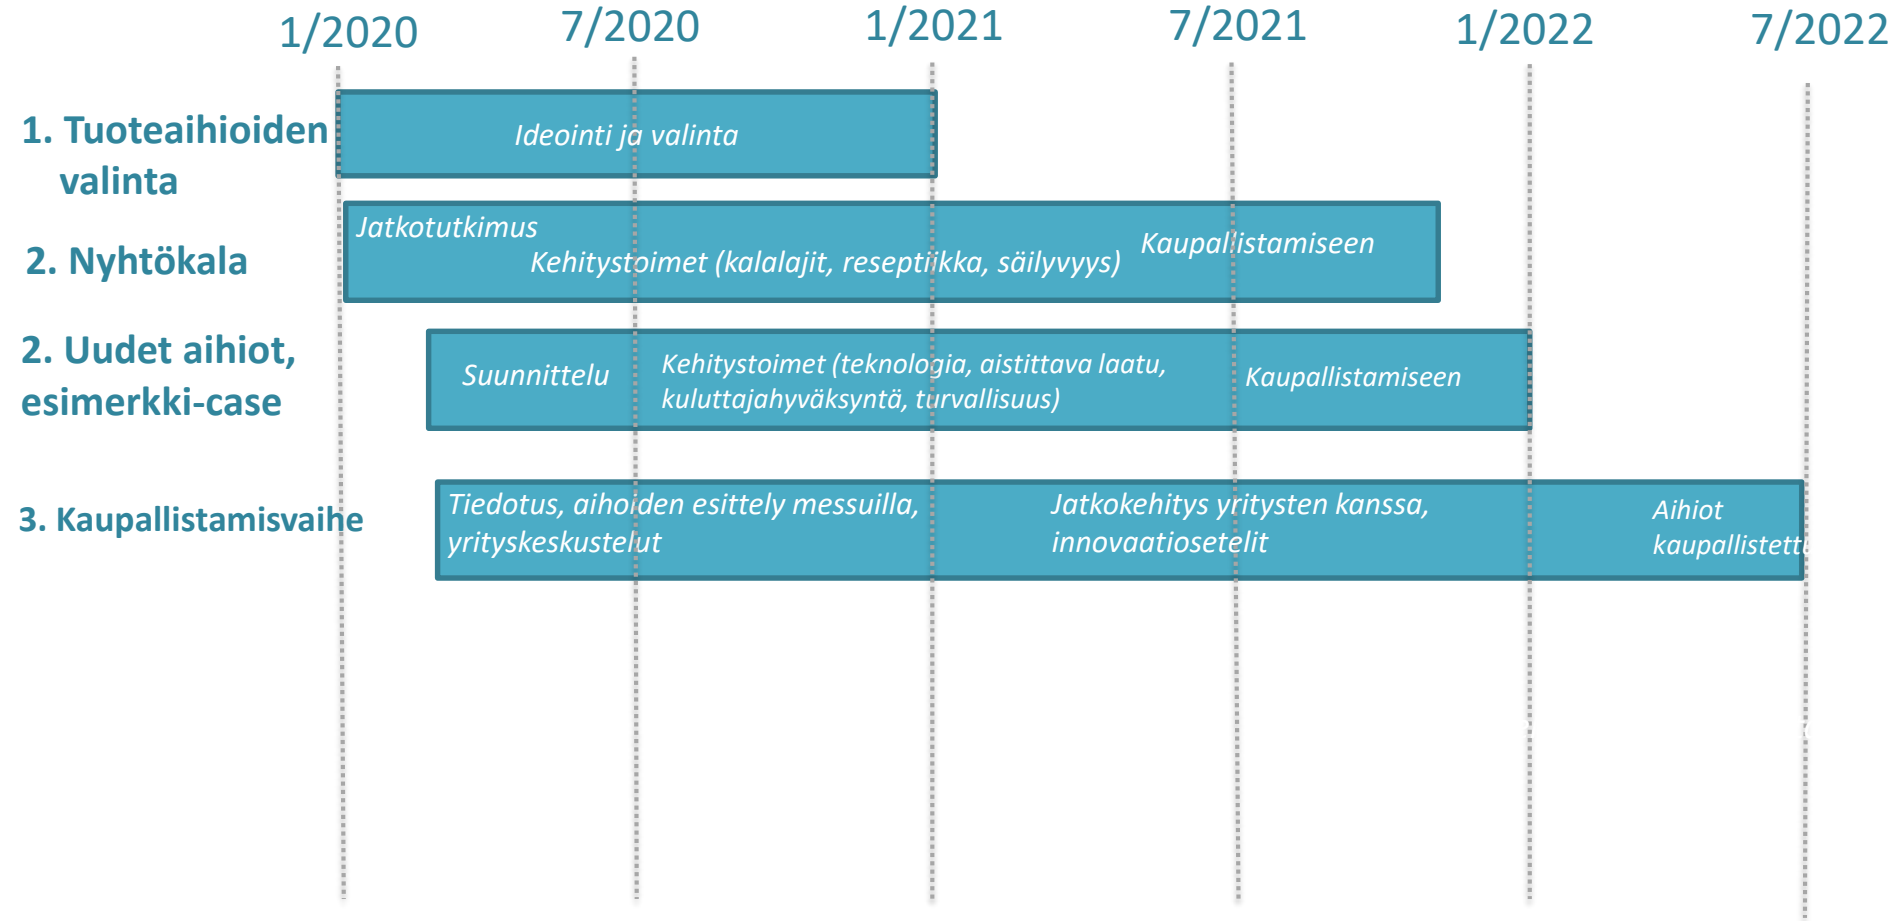 1/2020 7/2020 1/2021 7/2021 1/2022 7/2022
1. Tuoteaihioiden
valinta
Ideointi ja valinta
2. Nyhtökala
Jatkotutkimus
Kehitystoimet (kalalajit, reseptiikka, säilyvyys)
Kaupallistamiseen
2. Uudet aihiot,
esimerkki-case
Suunnittelu
Kehitystoimet (teknologia, aistittava laatu,
kuluttajahyväksyntä, turvallisuus)
Kaupallistamiseen
3. Kaupallistamisvaihe
Tiedotus, aihoiden esittely messuilla,
yrityskeskustelut
Jatkokehitys yritysten kanssa,
innovaatiosetelit
Aihiot
kaupallistettu